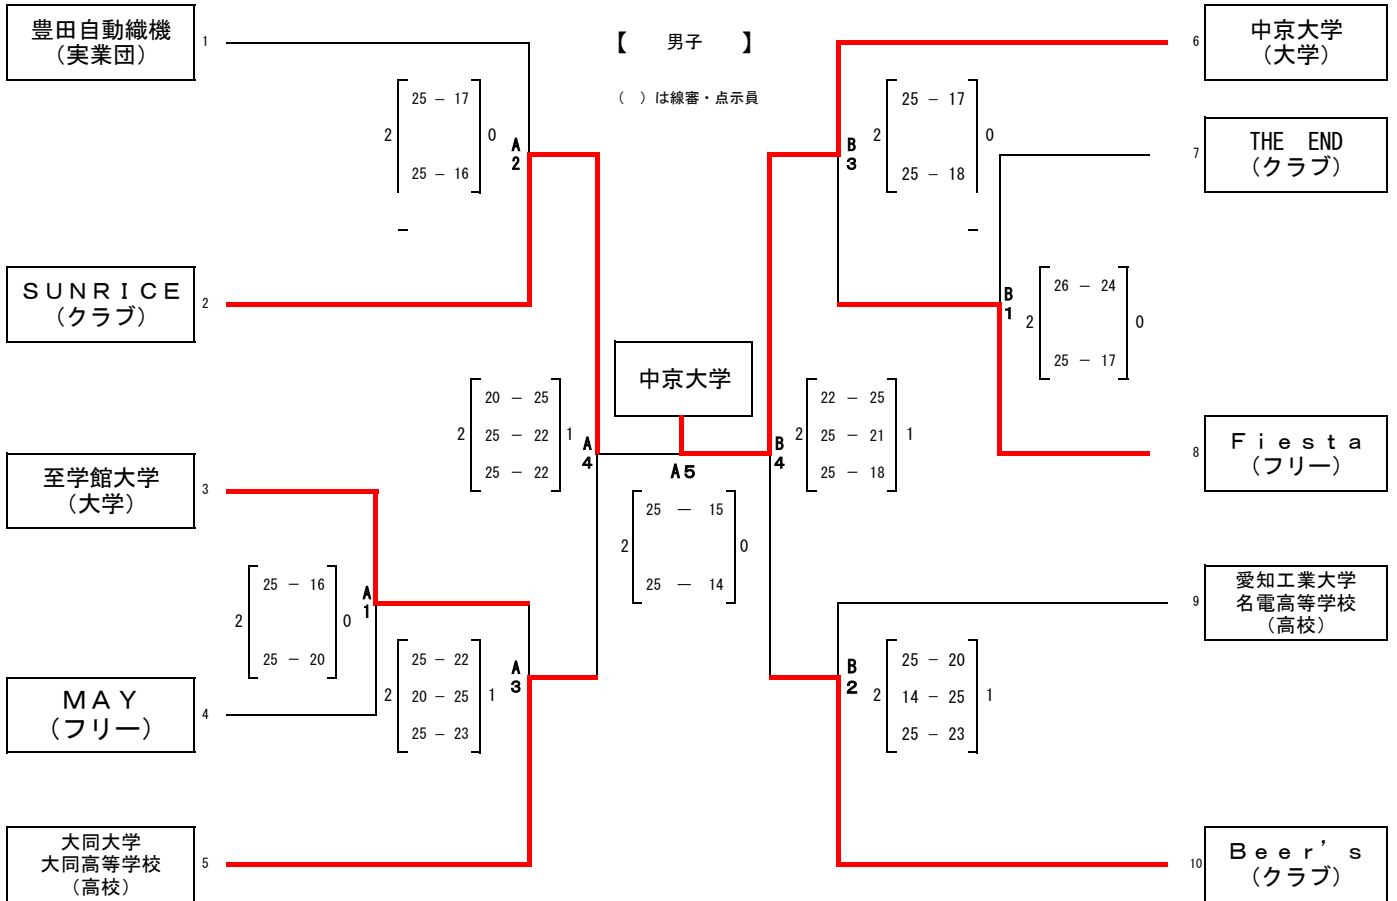 【　男子　】
（　）は線審・点示員
豊田自動織機
（実業団）
1
25 － 17
2
0
25 － 16
－
A
2
ＳＵＮＲＩＣＥ
（クラブ）
2
至学館大学
（大学）
3
25 － 16
2
0
25 － 20
A
1
ＭＡＹ
（フリー）
4
25 － 22
2
20 － 25
1
25 － 23
A
3
大同大学
大同高等学校
（高校）
5
20 － 25
2
25 － 22
1
25 － 22
A
4
中京大学
A5
25 － 15
2
0
25 － 14
中京大学
（大学）
6
25 － 17
2
0
25 － 18
－
B
3
THE　END
（クラブ）
7
26 － 24
2
0
25 － 17
B
1
Ｆｉｅｓｔａ
（フリー）
8
22 － 25
2
25 － 21
1
25 － 18
B
4
愛知工業大学
名電高等学校
（高校）
9
25 － 20
2
14 － 25
1
25 － 23
B
2
Ｂｅｅｒ’ｓ
（クラブ）
10